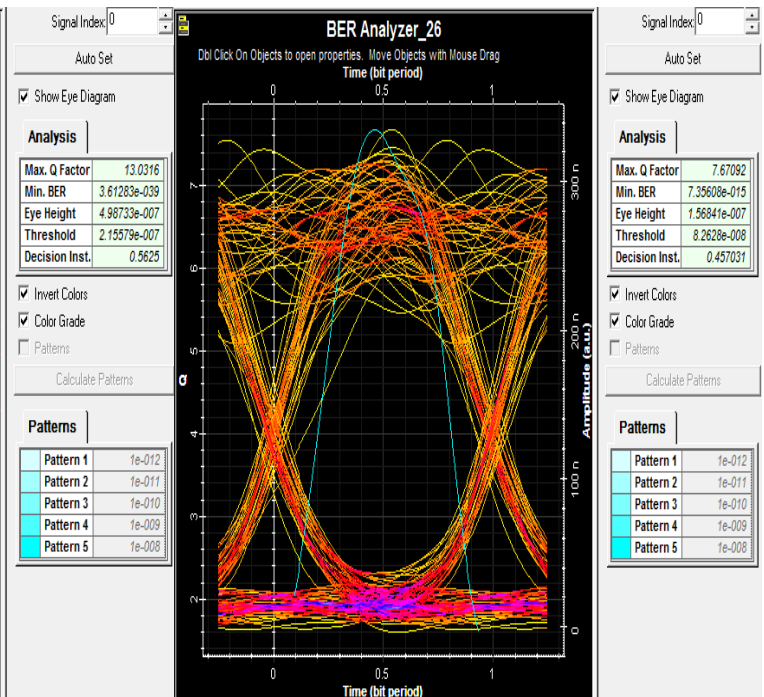 Signal Index: 0
Auto Set
Show Eye Diagram
Analysis
Max. Q Factor 13.0316
Min. BER 3.61283e-039
Eye Height 4.98733e-007
Threshold 2.15579e-007
Decision Inst. 0.5625
Invert Colors
Color Grade
Patterns
Calculate Patterns
Patterns
Pattern 1 1e-012
Pattern 2 1e-011
Pattern 3 1e-010
Pattern 4 1e-009
Pattern 5 1e-008
BER Analyzer_26
Dbl Click On Objects to open properties. Move Objects with Mouse Drag
Time (bit period)
0 0.5 1
7
6
5
Q
4
3
2
300 n
200 n
Amplitude (a.u.)
100 n
0
0 0.5 1
Time (bit period)
Signal Index: 0
Auto Set
Show Eye Diagram
Analysis
Max. Q Factor 7.67092
Min. BER 7.35608e-015
Eye Height 1.56841e-007
Threshold 8.2628e-008
Decision Inst. 0.457031
Invert Colors
Color Grade
Patterns
Calculate Patterns
Patterns
Pattern 1 1e-012
Pattern 2 1e-011
Pattern 3 1e-010
Pattern 4 1e-009
Pattern 5 1e-008